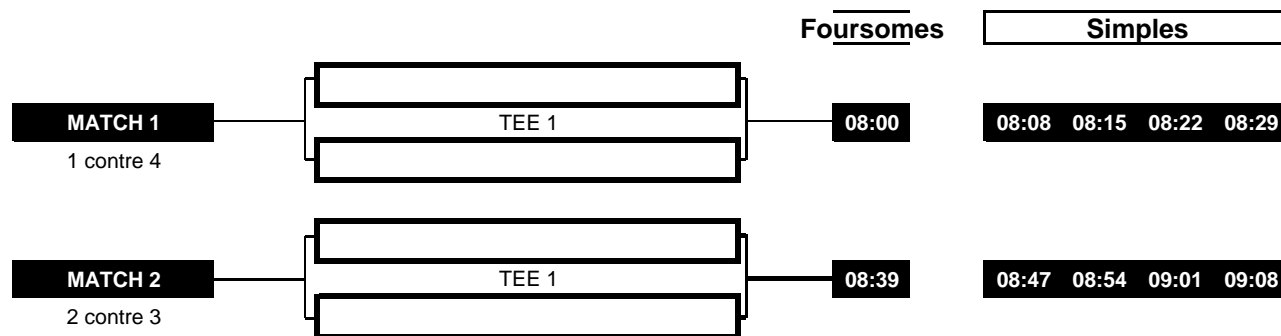 Foursomes Simples
MATCH 1 TEE 1 08:00 08:08 08:15 08:22 08:29
1 contre 4
MATCH 2 TEE 1 08:39 08:47 08:54 09:01 09:08
2 contre 3